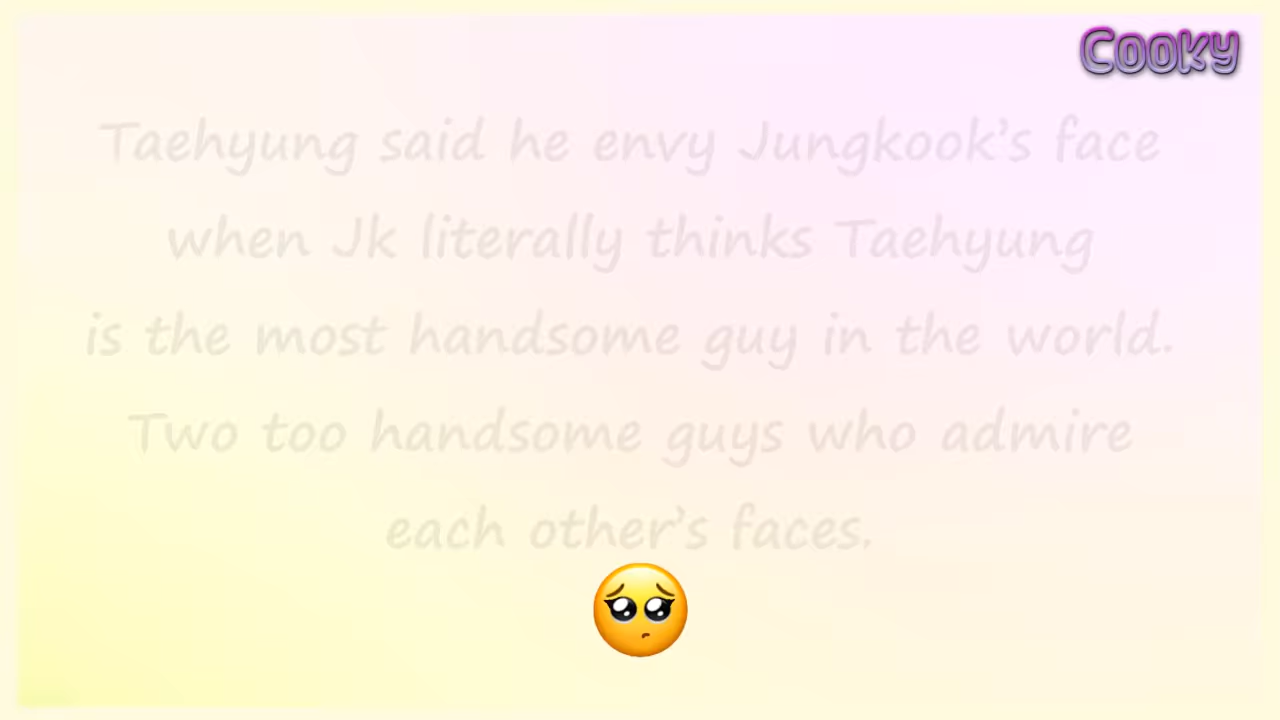 Cooky
Taehyung said he envy Jungkook's face
when Jk literally thinks Taehyung
is the most handsome guy in the world.
Two too handsome guys who admire
each other's faces.